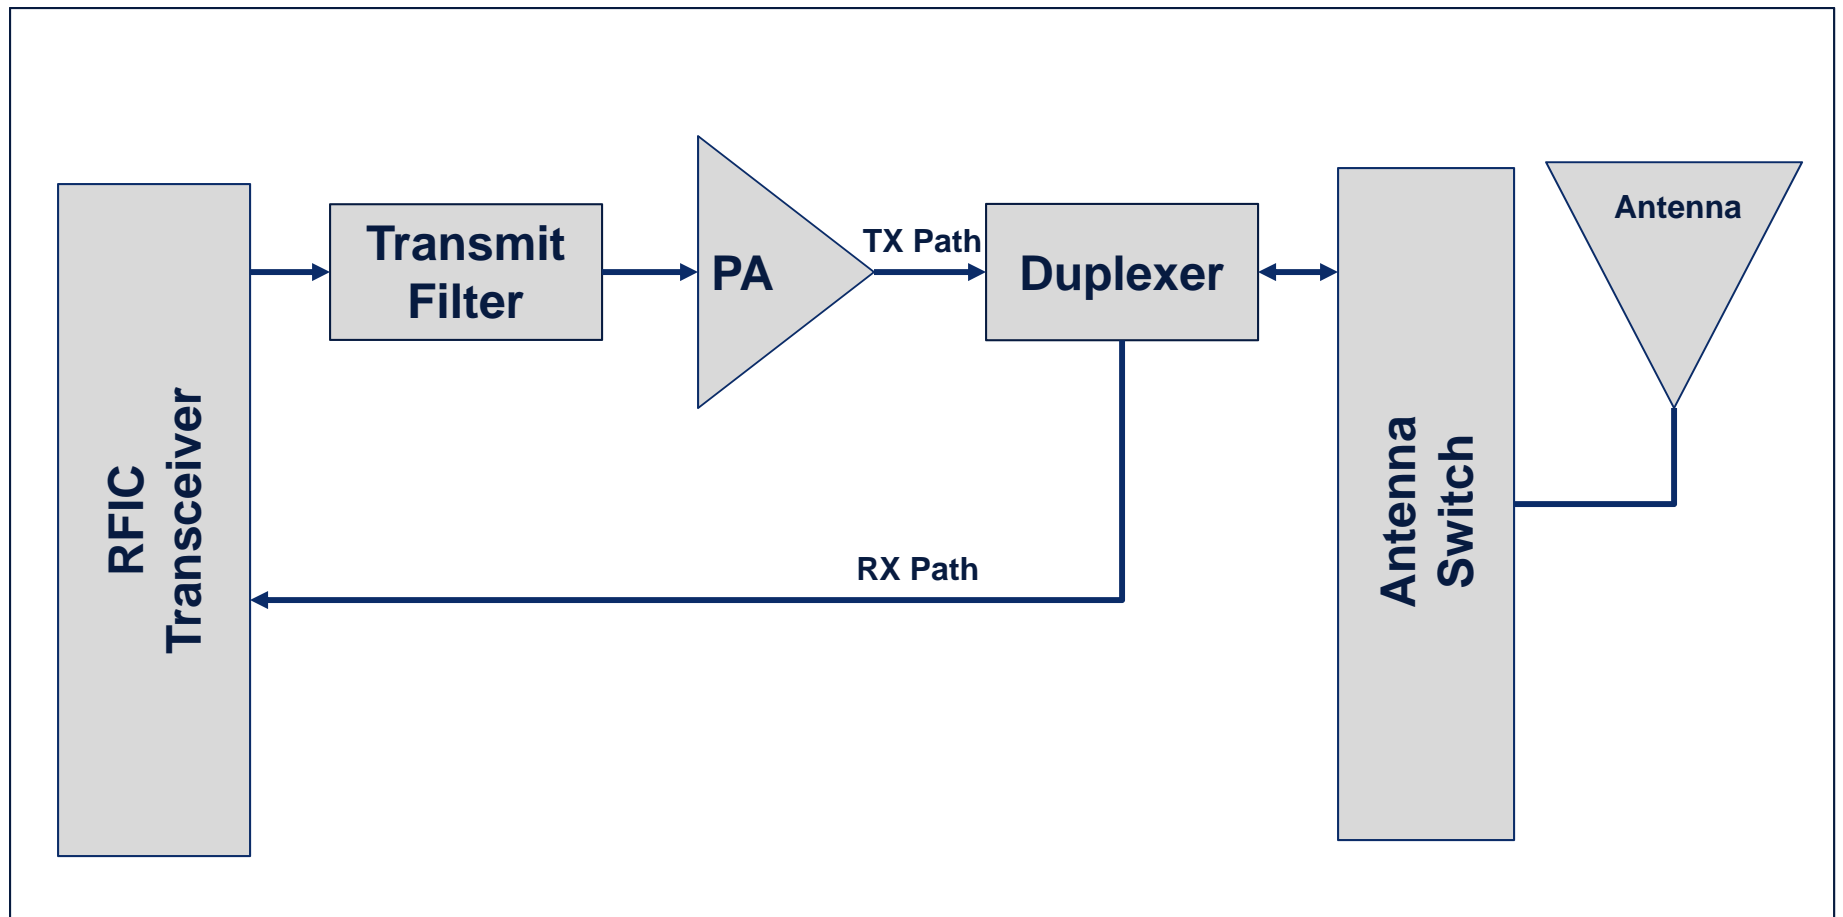 RFIC
Transceiver
Transmit
Filter
PA
TX Path
Duplexer
RX Path
Antenna
Switch
Antenna